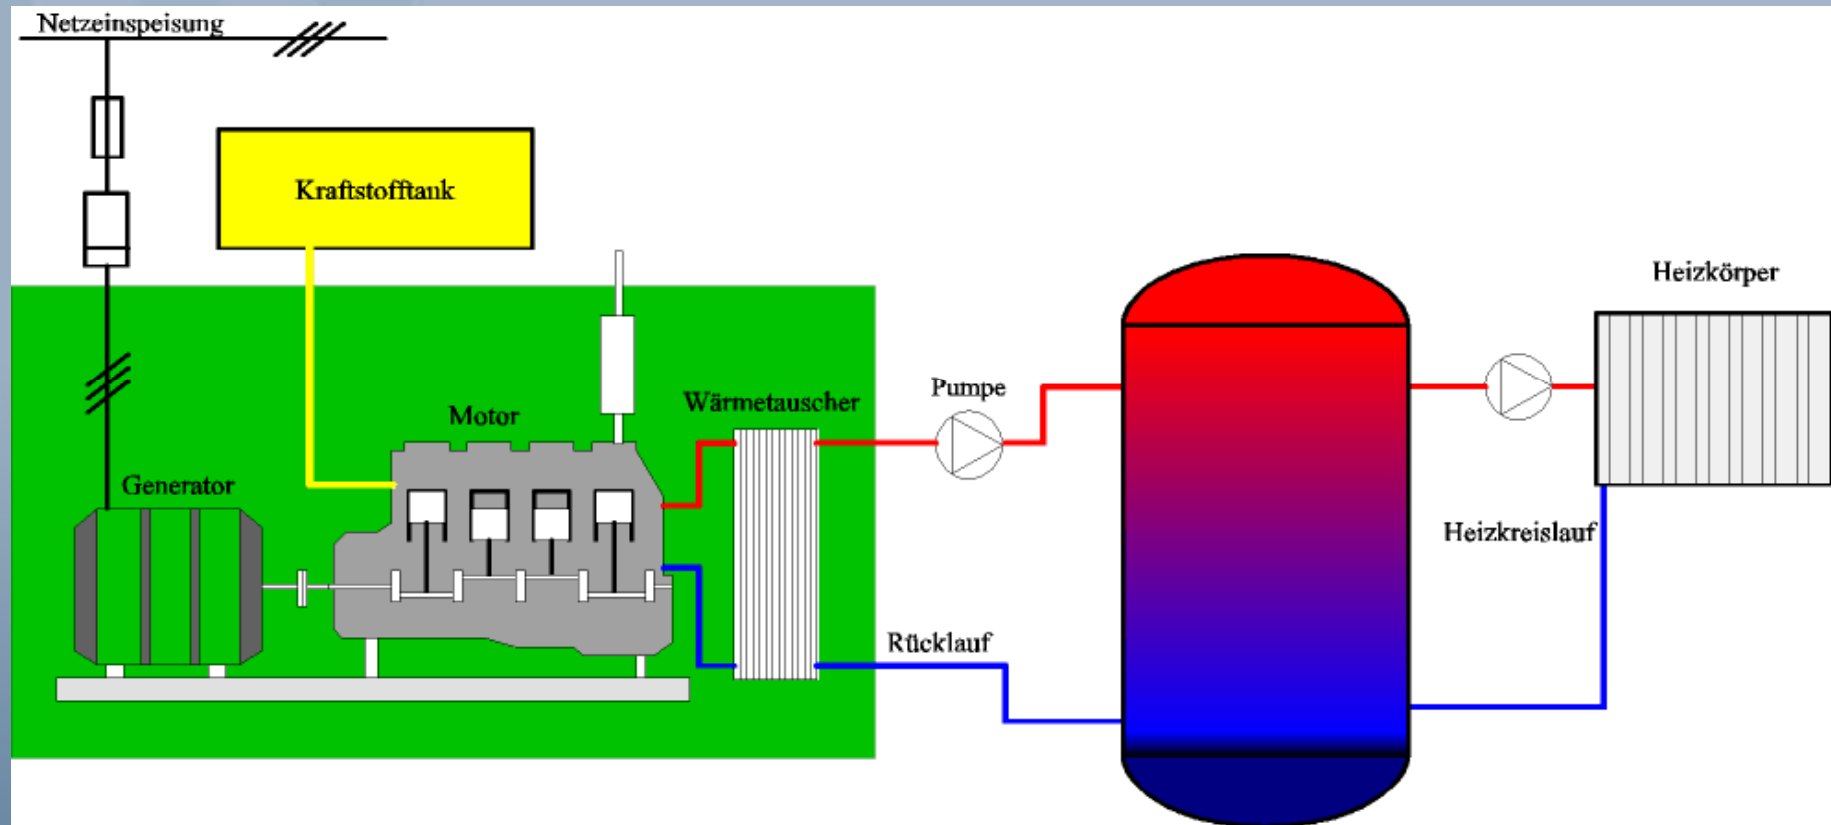 Netzeinspeisung
Kraftstofftank
Heizkörper
Pumpe
Wärmetauscher
Motor
Generator
Heizkreislauf
Rücklauf